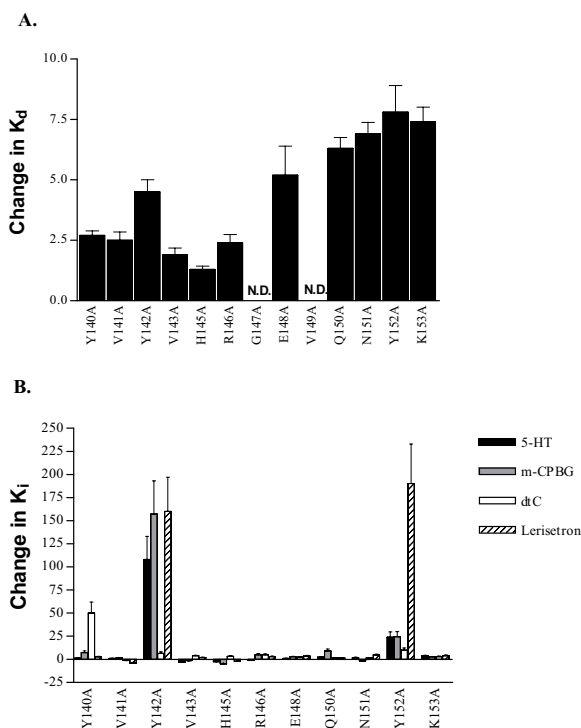 A.
Change in Kd
10.0
7.5
5.0
2.5
0.0
N.D.
N.D.
Y140A
V141A
Y142A
V143A
H145A
R146A
G147A
E148A
V149A
Q150A
N151A
Y152A
K153A
B.
Change in Ki
250
225
200
175
150
125
100
75
50
25
0
-25
5-HT
m-CPBG
dtC
Lerisetron
Y140A
V141A
Y142A
V143A
H145A
R146A
E148A
Q150A
N151A
Y152A
K153A